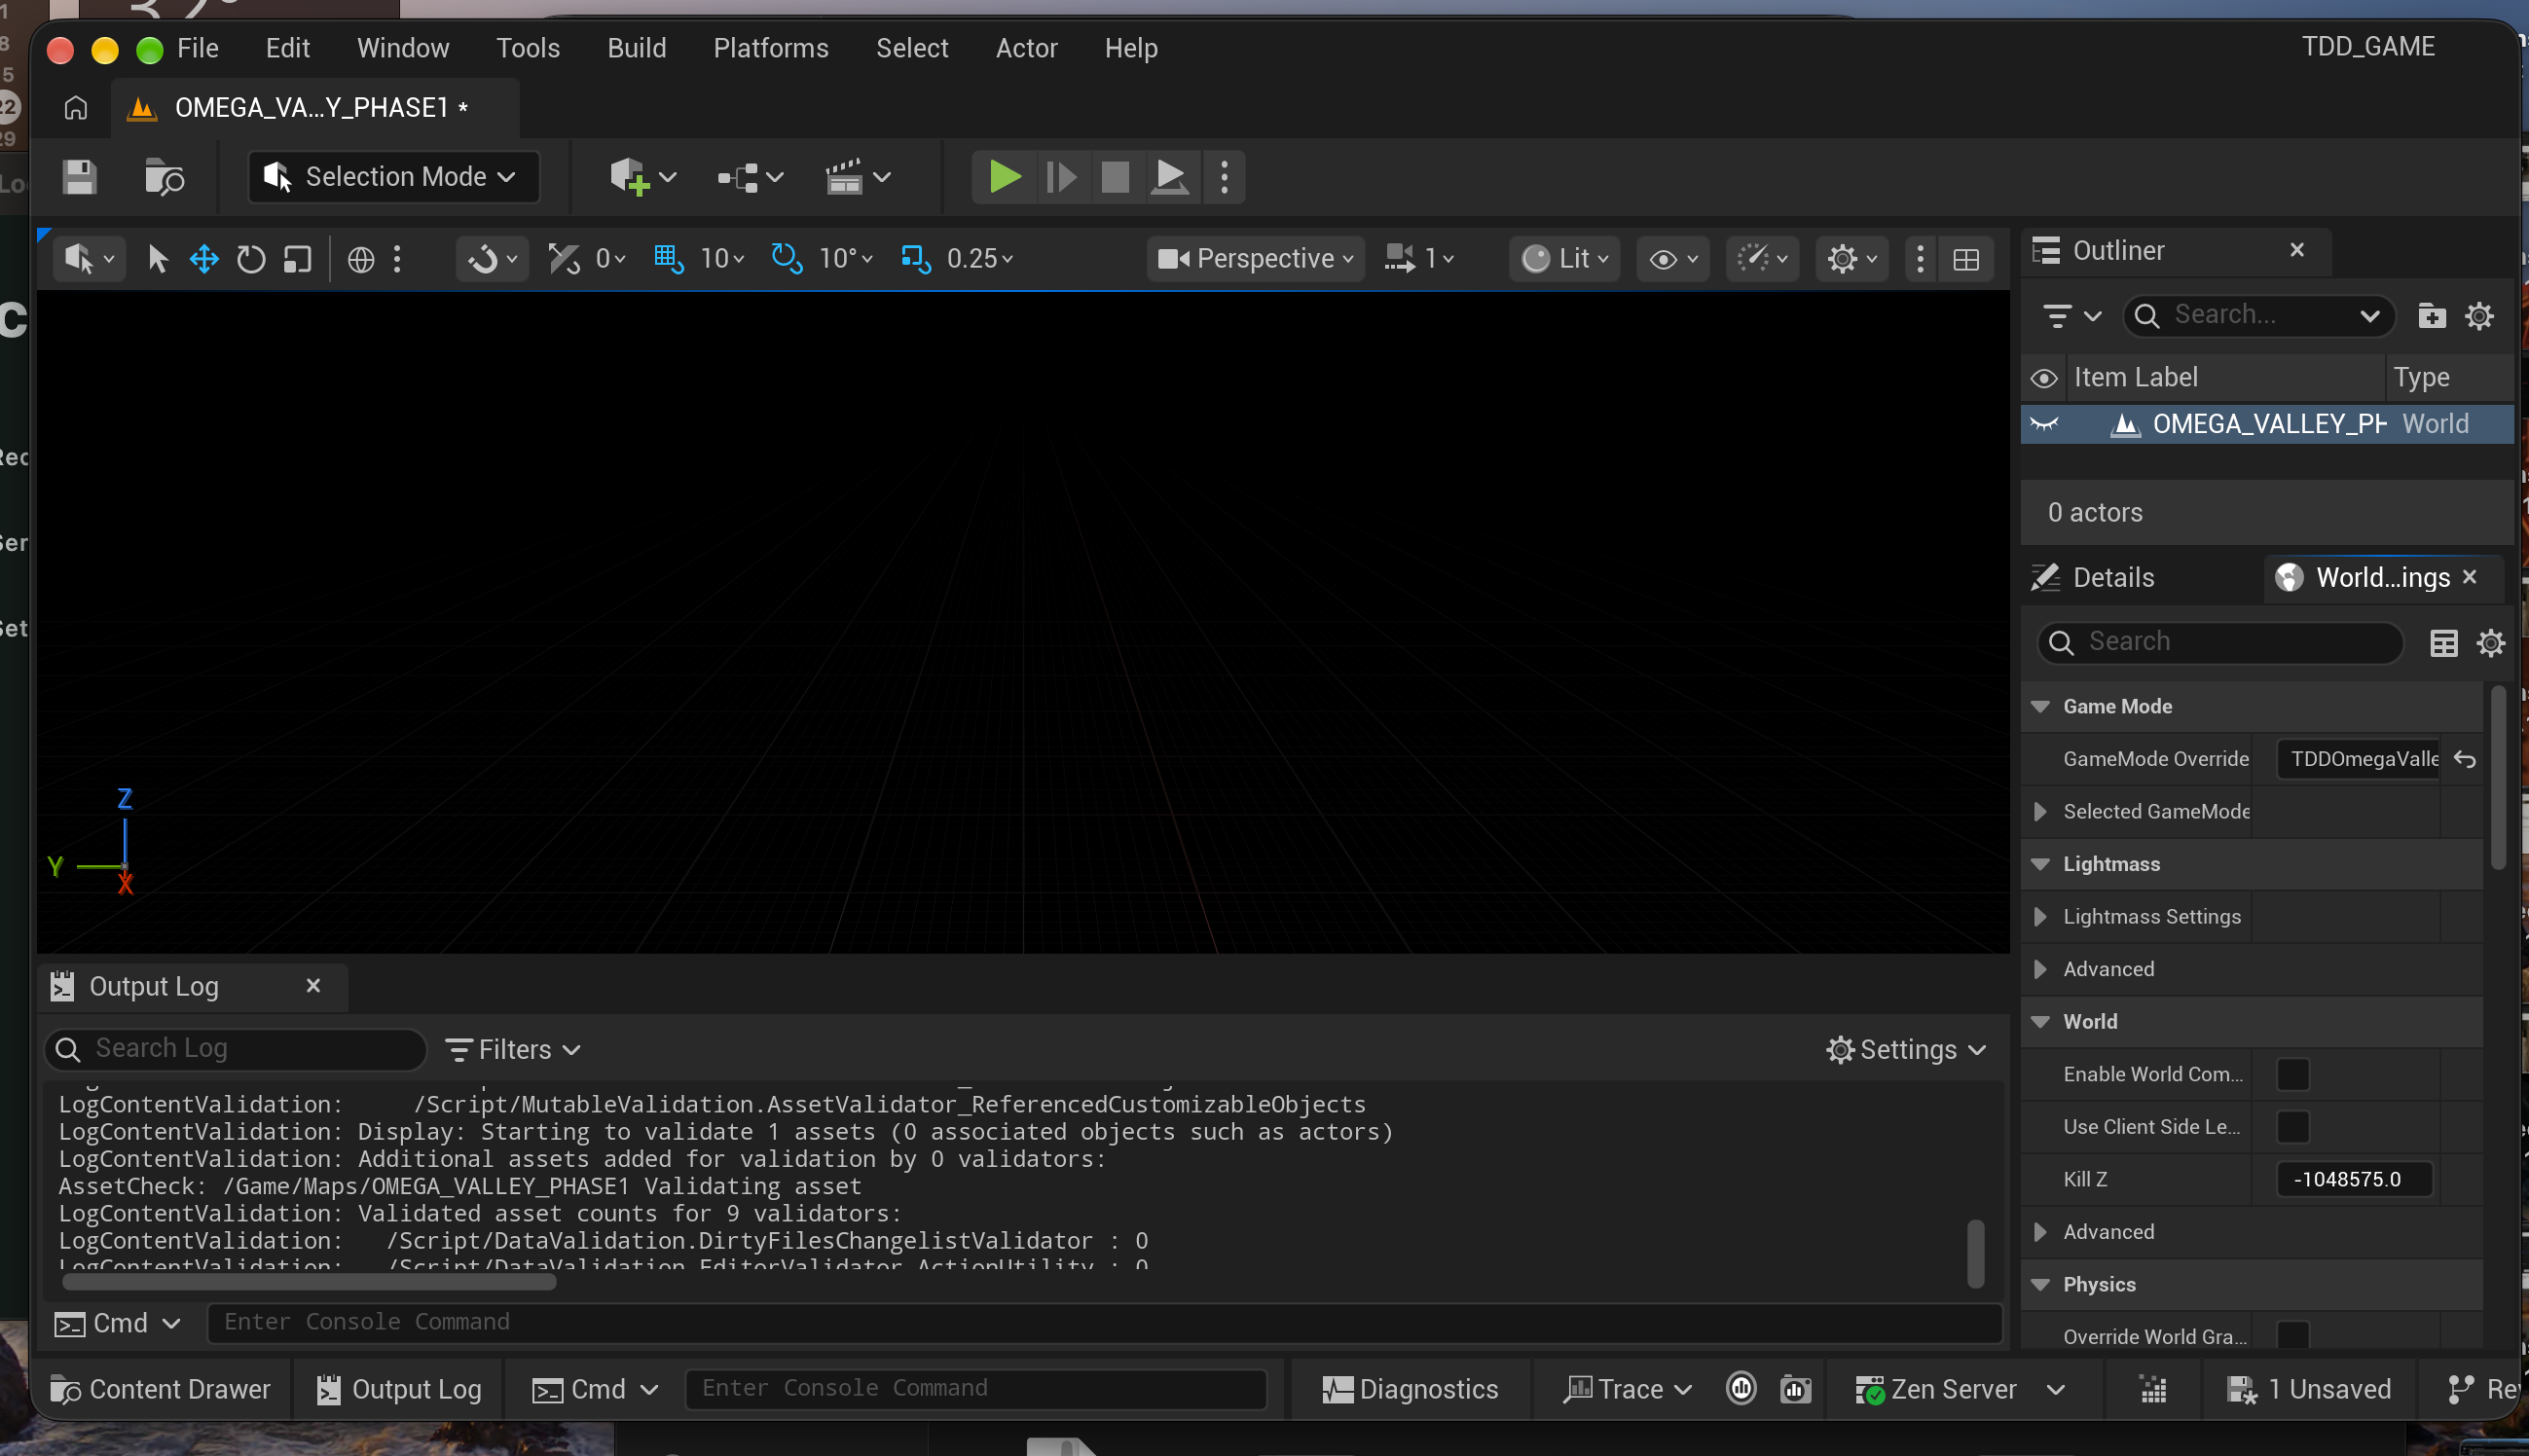 File Edit Window Tools Build Platforms Select Actor Help TDD_GAME
OMEGA_VA...Y_PHASE1 *
Selection Mode
0 10 10° 0.25 Perspective 1 Lit
Outliner
Search...
Item Label Type
OMEGA_VALLEY_PH World
0 actors
Details World...ings
Search
Game Mode
GameMode Override TDDOmegaValle
Selected GameMode
Lightmass
Lightmass Settings
Advanced
World
Enable World Com...
Use Client Side Le...
Kill Z -1048575.0
Advanced
Physics
Override World Gra...
Z
Y
X
Output Log
Search Log Filters Settings
LogContentValidation: /Script/MutableValidation.AssetValidator_ReferencedCustomizableObjects
LogContentValidation: Display: Starting to validate 1 assets (0 associated objects such as actors)
LogContentValidation: Additional assets added for validation by 0 validators:
AssetCheck: /Game/Maps/OMEGA_VALLEY_PHASE1 Validating asset
LogContentValidation: Validated asset counts for 9 validators:
LogContentValidation: /Script/DataValidation.DirtyFilesChangelistValidator : 0
LogContentValidation: /Script/DataValidation.EditorValidator_ActionUtility : 0
Cmd Enter Console Command
Content Drawer Output Log Cmd Enter Console Command Diagnostics Trace Zen Server 1 Unsaved Re